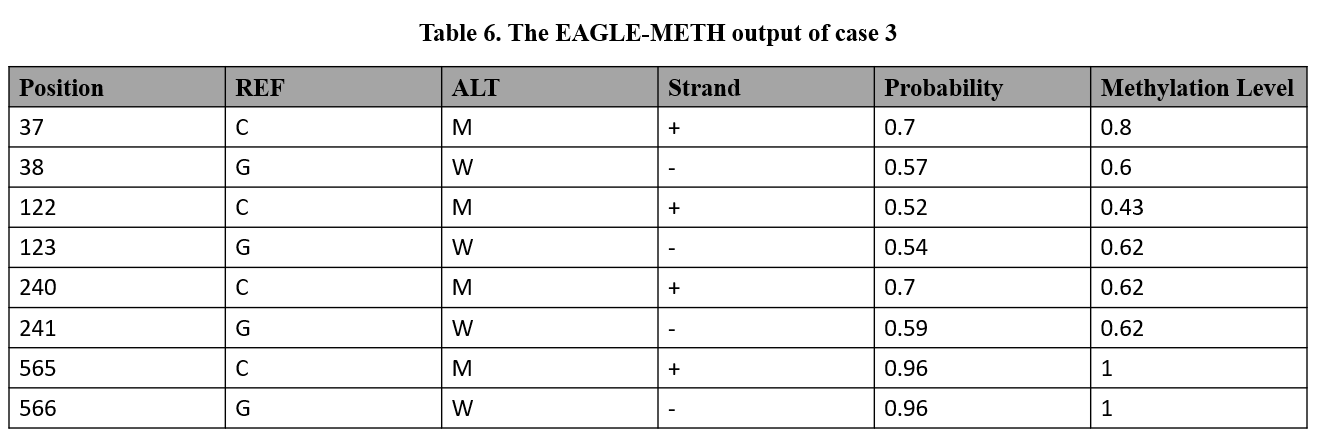 Table 6. The EAGLE-METH output of case 3
Position REF ALT Strand Probability Methylation Level
37 C M + 0.7 0.8
38 G W - 0.57 0.6
122 C M + 0.52 0.43
123 G W - 0.54 0.62
240 C M + 0.7 0.62
241 G W - 0.59 0.62
565 C M + 0.96 1
566 G W - 0.96 1